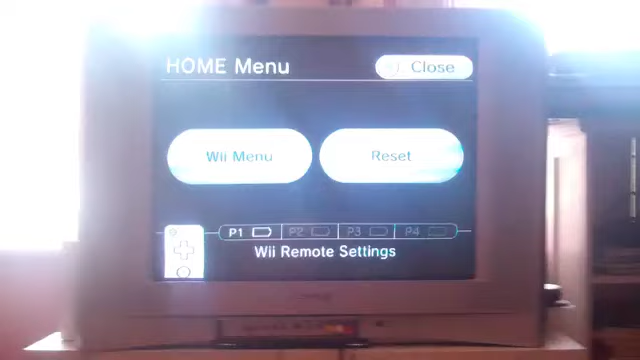 HOME Menu
Close
Wii Menu
Reset
P1 P2 P3 P4
Wii Remote Settings